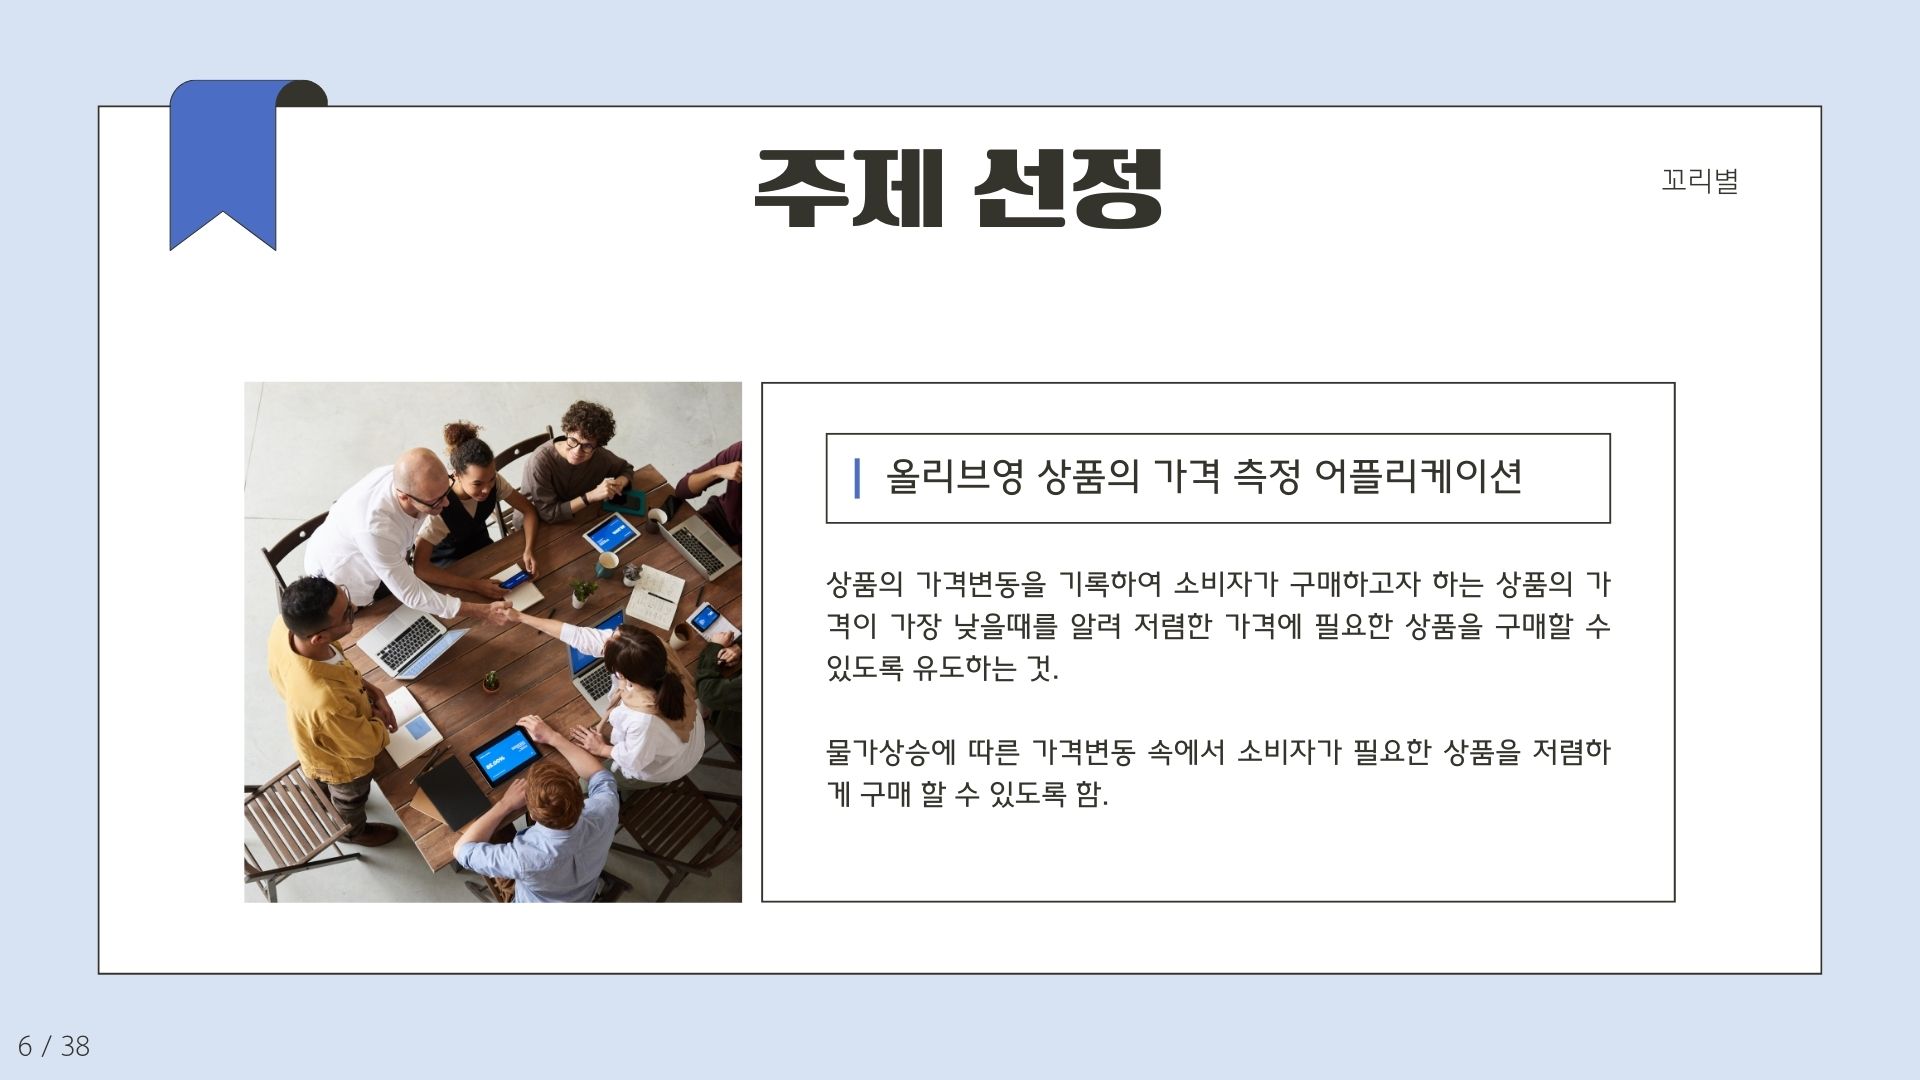 주제 선정
꼬리별
올리브영 상품의 가격 측정 어플리케이션
상품의 가격변동을 기록하여 소비자가 구매하고자 하는 상품의 가
격이 가장 낮을때를 알려 저렴한 가격에 필요한 상품을 구매할 수
있도록 유도하는 것.
물가상승에 따른 가격변동 속에서 소비자가 필요한 상품을 저렴하
게 구매 할 수 있도록 함.
6 / 38